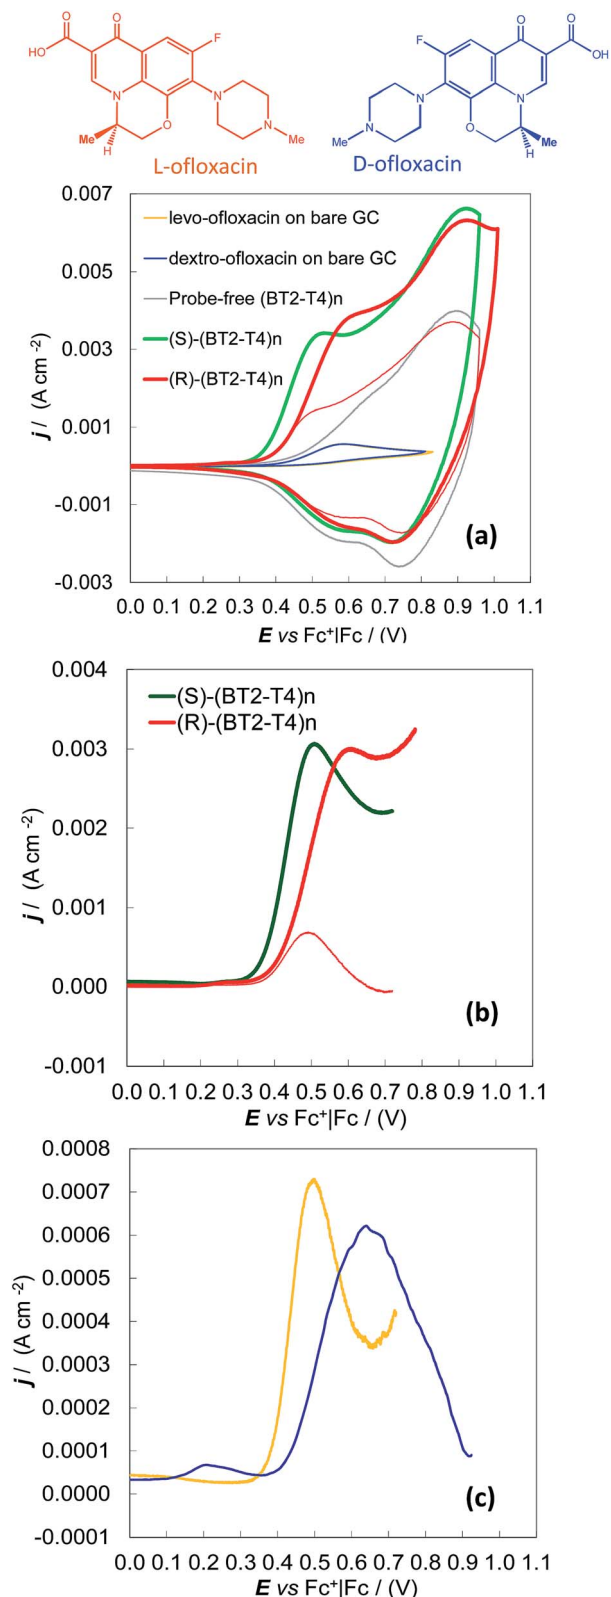 O O O O
HO F F OH
N N N N
N O O N
Me H Me Me H Me
L-ofloxacin D-ofloxacin
0.007
levo-ofloxacin on bare GC
dextro-ofloxacin on bare GC
0.005
Probe-free (BT2-T4)n
(S)-(BT2-T4)n
0.003
(R)-(BT2-T4)n
0.001
j / (A cm⁻²)
-0.001
(a)
-0.003
0.0 0.1 0.2 0.3 0.4 0.5 0.6 0.7 0.8 0.9 1.0 1.1
E vs Fc⁺|Fc / (V)
0.004
(S)-(BT2-T4)n
(R)-(BT2-T4)n
0.003
0.002
j / (A cm⁻²)
0.001
0.000
(b)
-0.001
0.0 0.1 0.2 0.3 0.4 0.5 0.6 0.7 0.8 0.9 1.0 1.1
E vs Fc⁺|Fc / (V)
0.0008
0.0007
0.0006
0.0005
0.0004
j / (A cm⁻²)
0.0003
0.0002
0.0001
0.0000
(c)
-0.0001
0.0 0.1 0.2 0.3 0.4 0.5 0.6 0.7 0.8 0.9 1.0 1.1
E vs Fc⁺|Fc / (V)